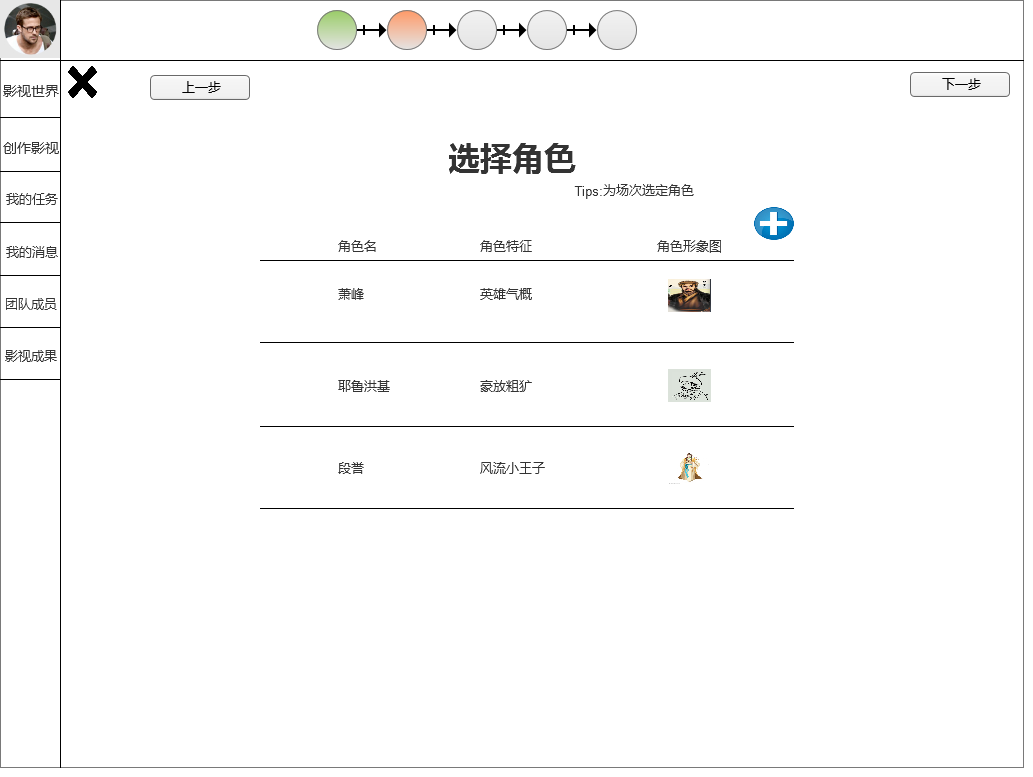 影视世界
创作影视
我的任务
我的消息
团队成员
影视成果
上一步
下一步
选择角色
Tips:为场次选定角色
角色名 角色特征 角色形象图
萧峰 英雄气概
耶鲁洪基 豪放粗犷
段誉 风流小王子